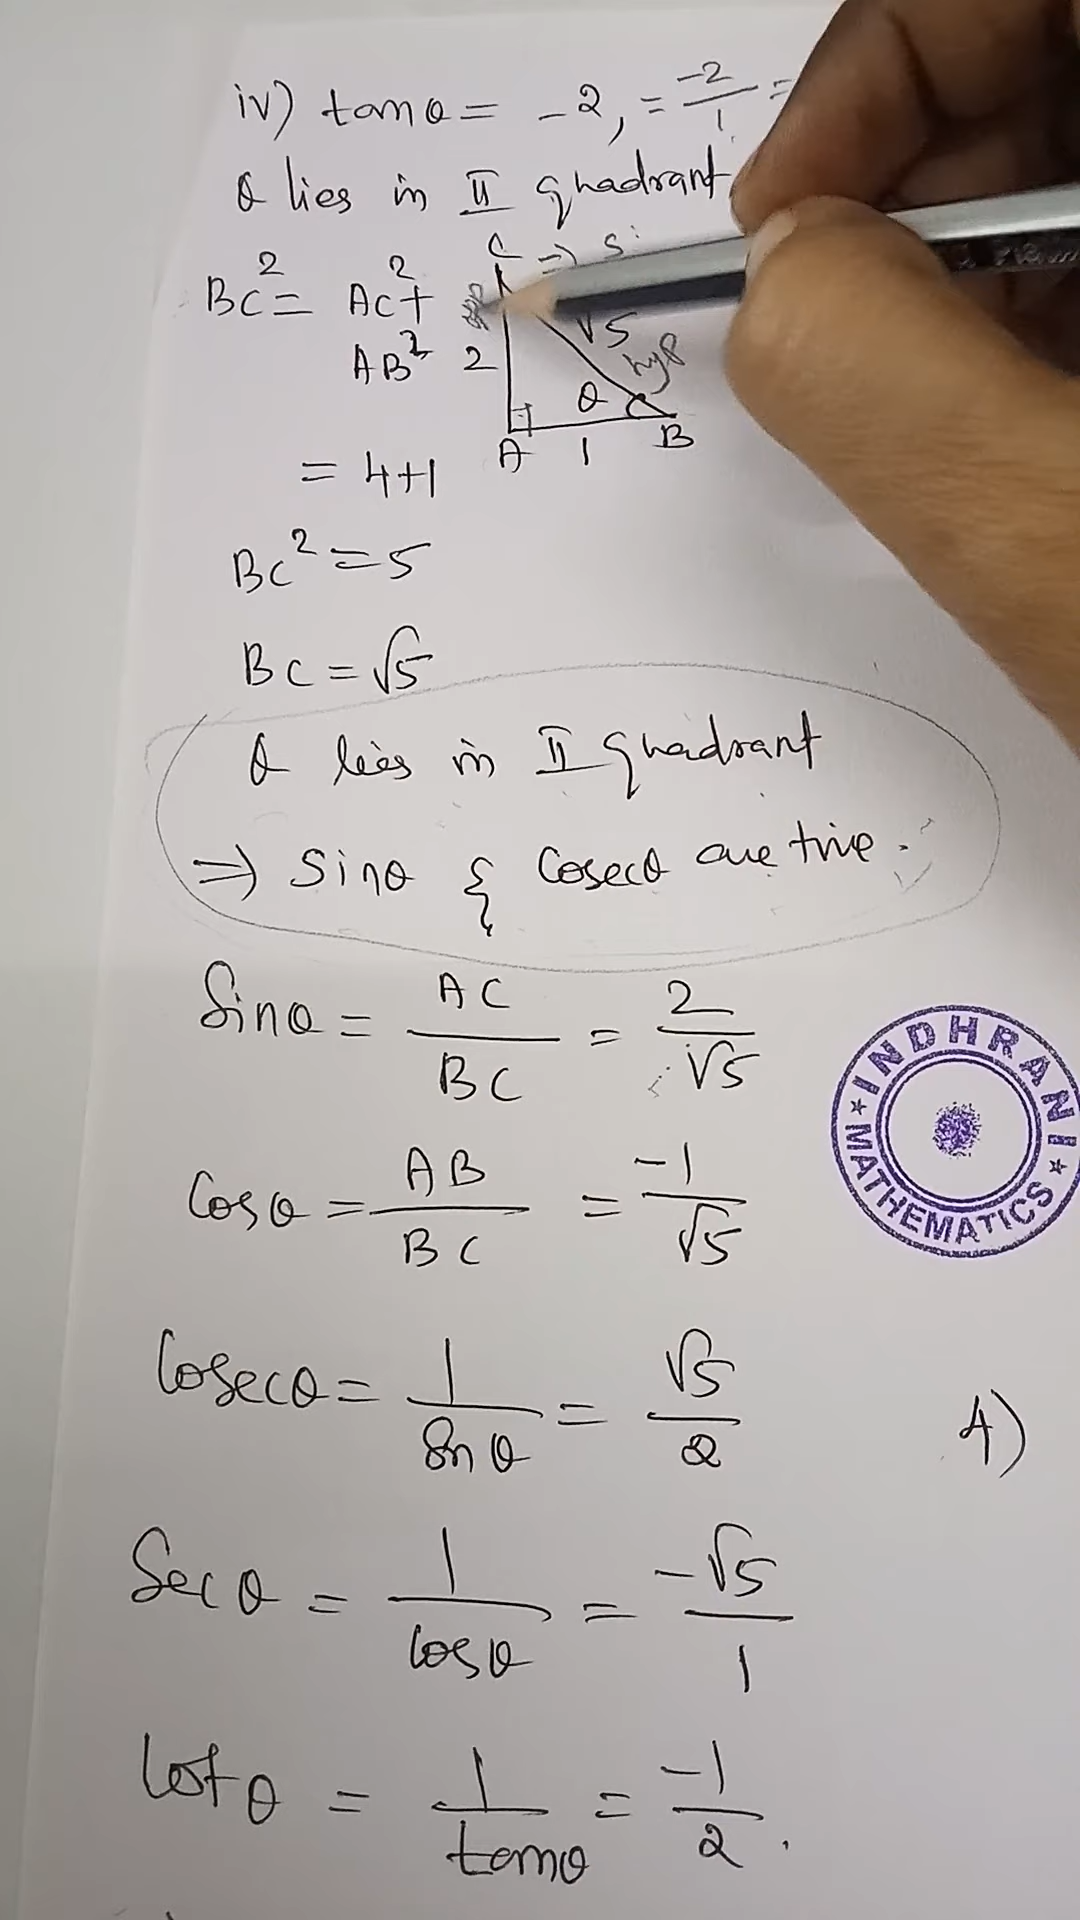 iv) tanθ = -2, = -2/1 =
θ lies in II quadrant
C ⇒ Si
BC² = AC² +
AB²
2 √5 hyp
θ
A 1 B
= 4+1
BC² = 5
BC = √5
θ lies in II quadrant
⇒ Sinθ & Cosecθ are +ive.
Sinθ = AC/BC = 2/√5
Cosθ = AB/BC = -1/√5
Cosecθ = 1/Sinθ = √5/2
4)
Secθ = 1/Cosθ = -√5/1
Cotθ = 1/tanθ = -1/2.
INDHRANI
MATHEMATICS